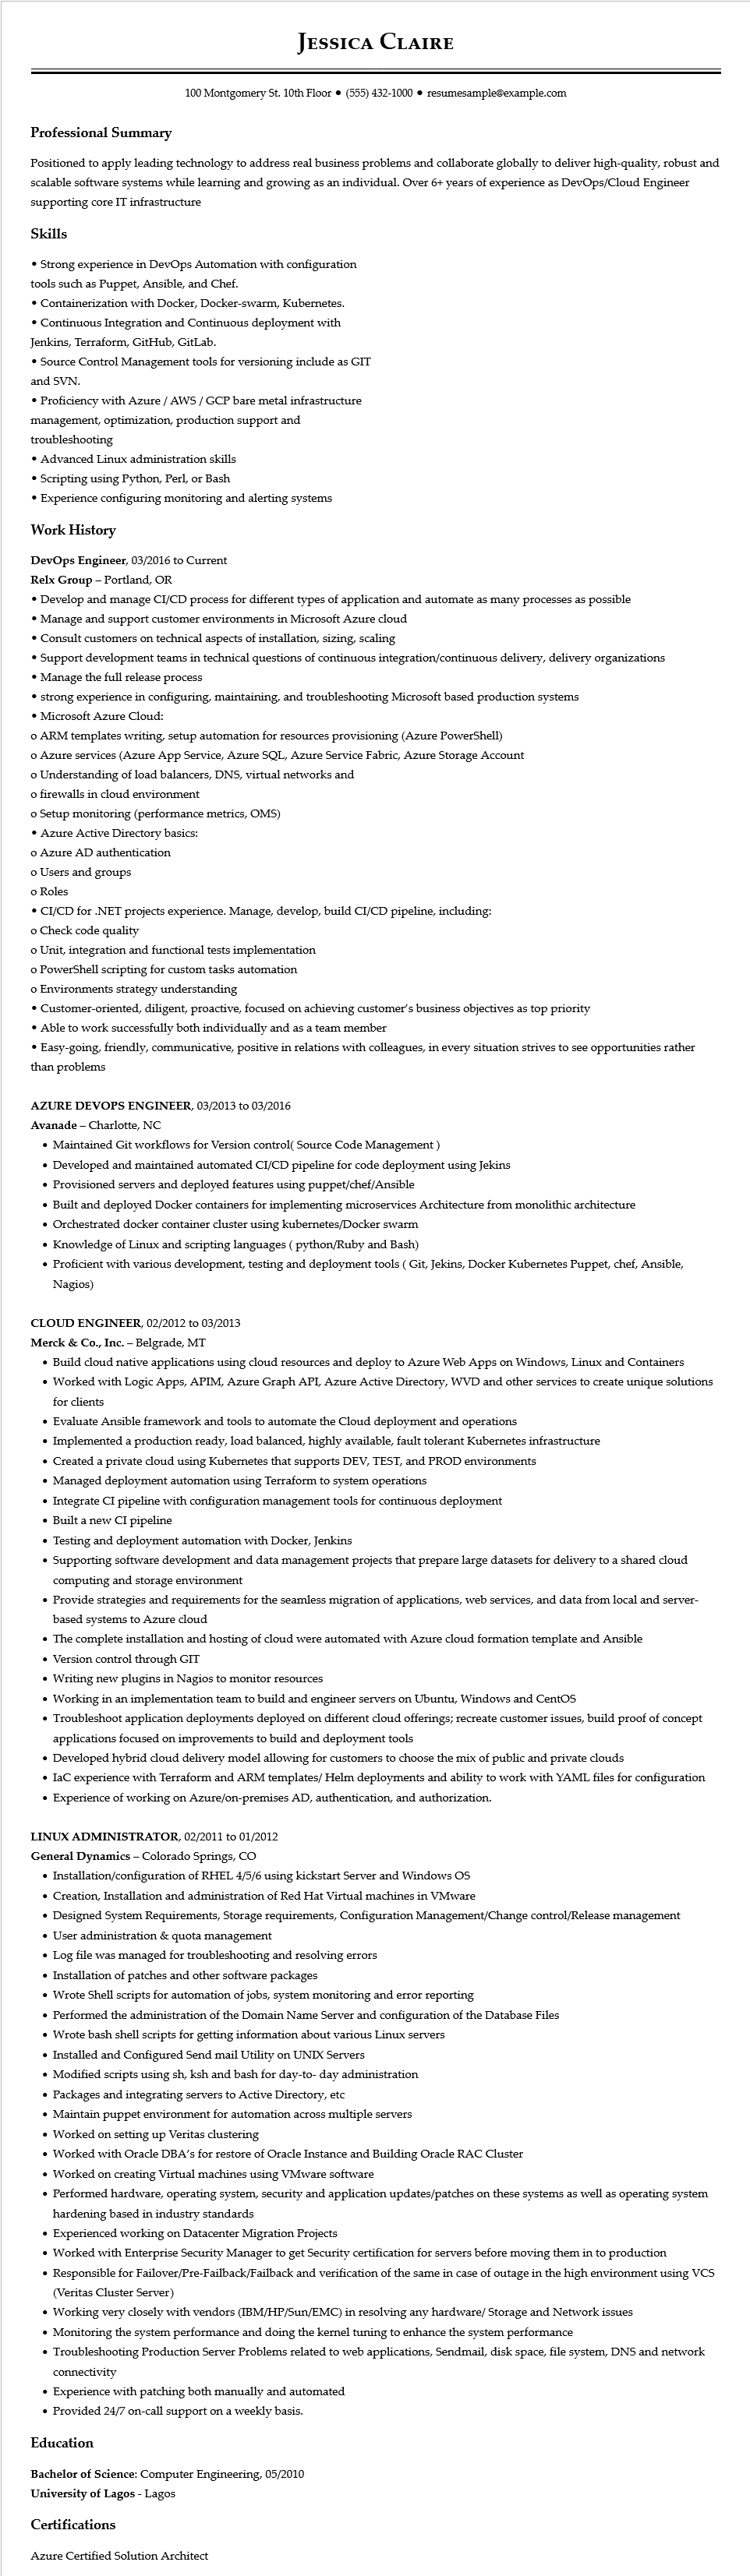 Jessica Claire
100 Montgomery St. 10th Floor ● (555) 432-1000 ● resumesample@example.com
Professional Summary
Positioned to apply leading technology to address real business problems and collaborate globally to deliver high-quality, robust and
scalable software systems while learning and growing as an individual. Over 6+ years of experience as DevOps/Cloud Engineer
supporting core IT infrastructure
Skills
• Strong experience in DevOps Automation with configuration
tools such as Puppet, Ansible, and Chef.
• Containerization with Docker, Docker-swarm, Kubernetes.
• Continuous Integration and Continuous deployment with
Jenkins, Terraform, GitHub, GitLab.
• Source Control Management tools for versioning include as GIT
and SVN.
• Proficiency with Azure / AWS / GCP bare metal infrastructure
management, optimization, production support and
troubleshooting
• Advanced Linux administration skills
• Scripting using Python, Perl, or Bash
• Experience configuring monitoring and alerting systems
Work History
DevOps Engineer, 03/2016 to Current
Relx Group – Portland, OR
• Develop and manage CI/CD process for different types of application and automate as many processes as possible
• Manage and support customer environments in Microsoft Azure cloud
• Consult customers on technical aspects of installation, sizing, scaling
• Support development teams in technical questions of continuous integration/continuous delivery, delivery organizations
• Manage the full release process
• strong experience in configuring, maintaining, and troubleshooting Microsoft based production systems
• Microsoft Azure Cloud:
o ARM templates writing, setup automation for resources provisioning (Azure PowerShell)
o Azure services (Azure App Service, Azure SQL, Azure Service Fabric, Azure Storage Account
o Understanding of load balancers, DNS, virtual networks and
o firewalls in cloud environment
o Setup monitoring (performance metrics, OMS)
• Azure Active Directory basics:
o Azure AD authentication
o Users and groups
o Roles
• CI/CD for .NET projects experience. Manage, develop, build CI/CD pipeline, including:
o Check code quality
o Unit, integration and functional tests implementation
o PowerShell scripting for custom tasks automation
o Environments strategy understanding
• Customer-oriented, diligent, proactive, focused on achieving customer's business objectives as top priority
• Able to work successfully both individually and as a team member
• Easy-going, friendly, communicative, positive in relations with colleagues, in every situation strives to see opportunities rather
than problems
AZURE DEVOPS ENGINEER, 03/2013 to 03/2016
Avanade – Charlotte, NC
• Maintained Git workflows for Version control( Source Code Management )
• Developed and maintained automated CI/CD pipeline for code deployment using Jekins
• Provisioned servers and deployed features using puppet/chef/Ansible
• Built and deployed Docker containers for implementing microservices Architecture from monolithic architecture
• Orchestrated docker container cluster using kubernetes/Docker swarm
• Knowledge of Linux and scripting languages ( python/Ruby and Bash)
• Proficient with various development, testing and deployment tools ( Git, Jekins, Docker Kubernetes Puppet, chef, Ansible,
Nagios)
CLOUD ENGINEER, 02/2012 to 03/2013
Merck & Co., Inc. – Belgrade, MT
• Build cloud native applications using cloud resources and deploy to Azure Web Apps on Windows, Linux and Containers
• Worked with Logic Apps, APIM, Azure Graph API, Azure Active Directory, WVD and other services to create unique solutions
for clients
• Evaluate Ansible framework and tools to automate the Cloud deployment and operations
• Implemented a production ready, load balanced, highly available, fault tolerant Kubernetes infrastructure
• Created a private cloud using Kubernetes that supports DEV, TEST, and PROD environments
• Managed deployment automation using Terraform to system operations
• Integrate CI pipeline with configuration management tools for continuous deployment
• Built a new CI pipeline
• Testing and deployment automation with Docker, Jenkins
• Supporting software development and data management projects that prepare large datasets for delivery to a shared cloud
computing and storage environment
• Provide strategies and requirements for the seamless migration of applications, web services, and data from local and server-
based systems to Azure cloud
• The complete installation and hosting of cloud were automated with Azure cloud formation template and Ansible
• Version control through GIT
• Writing new plugins in Nagios to monitor resources
• Working in an implementation team to build and engineer servers on Ubuntu, Windows and CentOS
• Troubleshoot application deployments deployed on different cloud offerings; recreate customer issues, build proof of concept
applications focused on improvements to build and deployment tools
• Developed hybrid cloud delivery model allowing for customers to choose the mix of public and private clouds
• IaC experience with Terraform and ARM templates/ Helm deployments and ability to work with YAML files for configuration
• Experience of working on Azure/on-premises AD, authentication, and authorization.
LINUX ADMINISTRATOR, 02/2011 to 01/2012
General Dynamics – Colorado Springs, CO
• Installation/configuration of RHEL 4/5/6 using kickstart Server and Windows OS
• Creation, Installation and administration of Red Hat Virtual machines in VMware
• Designed System Requirements, Storage requirements, Configuration Management/Change control/Release management
• User administration & quota management
• Log file was managed for troubleshooting and resolving errors
• Installation of patches and other software packages
• Wrote Shell scripts for automation of jobs, system monitoring and error reporting
• Performed the administration of the Domain Name Server and configuration of the Database Files
• Wrote bash shell scripts for getting information about various Linux servers
• Installed and Configured Send mail Utility on UNIX Servers
• Modified scripts using sh, ksh and bash for day-to- day administration
• Packages and integrating servers to Active Directory, etc
• Maintain puppet environment for automation across multiple servers
• Worked on setting up Veritas clustering
• Worked with Oracle DBA's for restore of Oracle Instance and Building Oracle RAC Cluster
• Worked on creating Virtual machines using VMware software
• Performed hardware, operating system, security and application updates/patches on these systems as well as operating system
hardening based in industry standards
• Experienced working on Datacenter Migration Projects
• Worked with Enterprise Security Manager to get Security certification for servers before moving them in to production
• Responsible for Failover/Pre-Failback/Failback and verification of the same in case of outage in the high environment using VCS
(Veritas Cluster Server)
• Working very closely with vendors (IBM/HP/Sun/EMC) in resolving any hardware/ Storage and Network issues
• Monitoring the system performance and doing the kernel tuning to enhance the system performance
• Troubleshooting Production Server Problems related to web applications, Sendmail, disk space, file system, DNS and network
connectivity
• Experience with patching both manually and automated
• Provided 24/7 on-call support on a weekly basis.
Education
Bachelor of Science: Computer Engineering, 05/2010
University of Lagos - Lagos
Certifications
Azure Certified Solution Architect